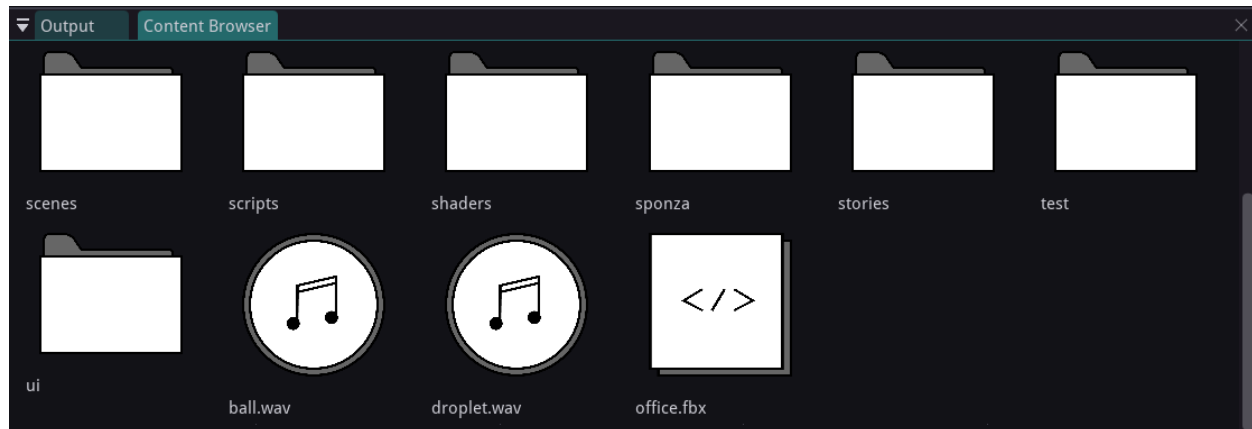 Output Content Browser
scenes scripts shaders sponza stories test
ui ball.wav droplet.wav office.fbx